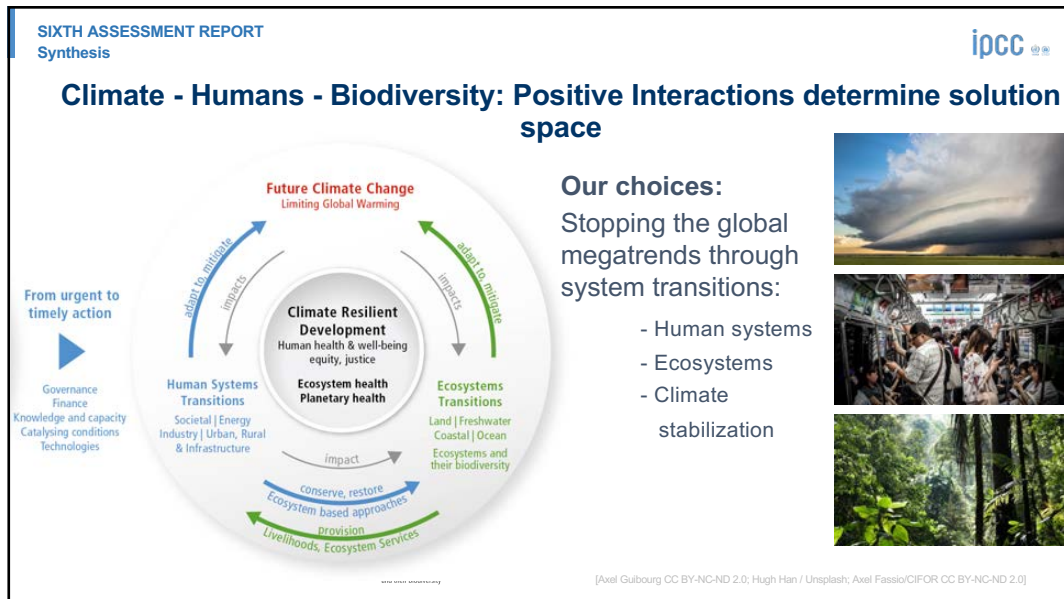 SIXTH ASSESSMENT REPORT
Synthesis
ipcc
Climate - Humans - Biodiversity: Positive Interactions determine solution
space
Future Climate Change
Limiting Global Warming
adapt to, mitigate
impacts
impacts
adapt to, mitigate
From urgent to
timely action
Governance
Finance
Knowledge and capacity
Catalysing conditions
Technologies
Climate Resilient
Development
Human health & well-being
equity, justice
Ecosystem health
Planetary health
Human Systems
Transitions
Societal | Energy
Industry | Urban, Rural
& Infrastructure
Ecosystems
Transitions
Land | Freshwater
Coastal | Ocean
Ecosystems and
their biodiversity
impact
conserve, restore
Ecosystem based approaches
provision
Livelihoods, Ecosystem Services
Our choices:
Stopping the global
megatrends through
system transitions:
- Human systems
- Ecosystems
- Climate
stabilization
[Axel Guibourg CC BY-NC-ND 2.0; Hugh Han / Unsplash; Axel Fassio/CIFOR CC BY-NC-ND 2.0]